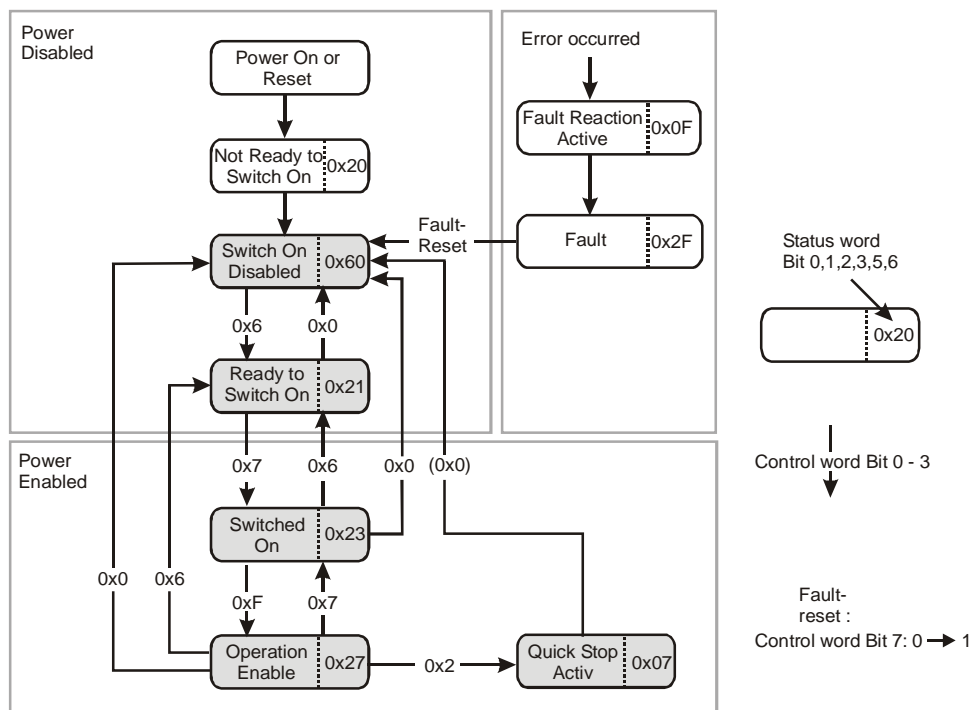 Power
Disabled
Power On or
Reset
Not Ready to
Switch On
0x20
Switch On
Disabled
0x60
0x6
0x0
Ready to
Switch On
0x21
Error occurred
Fault Reaction
Active
0x0F
Fault
0x2F
Fault-
Reset
Power
Enabled
0x7
0x6
0x0
(0x0)
Switched
On
0x23
0x0
0x6
0xF
0x7
Operation
Enable
0x27
0x2
Quick Stop
Activ
0x07
Status word
Bit 0,1,2,3,5,6
0x20
Control word Bit 0 - 3
Fault-
reset :
Control word Bit 7: 0 → 1